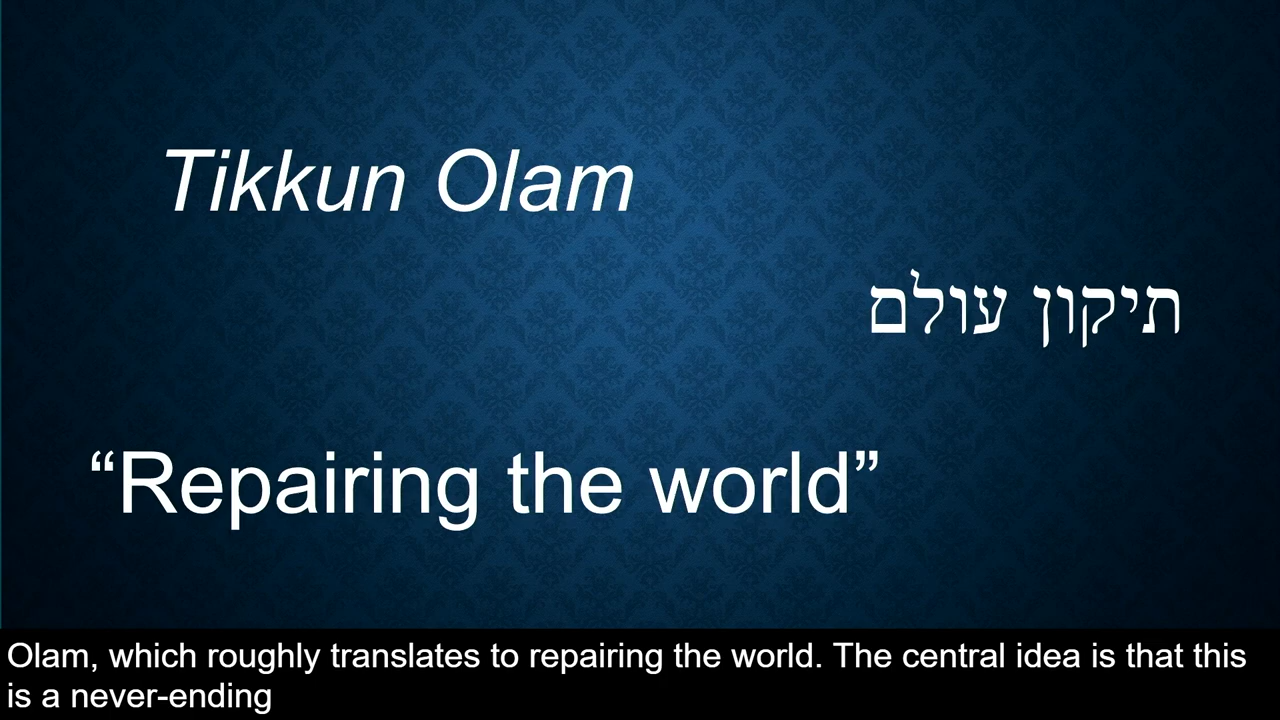 Tikkun Olam
תיקון עולם
“Repairing the world”
Olam, which roughly translates to repairing the world. The central idea is that this
is a never-ending